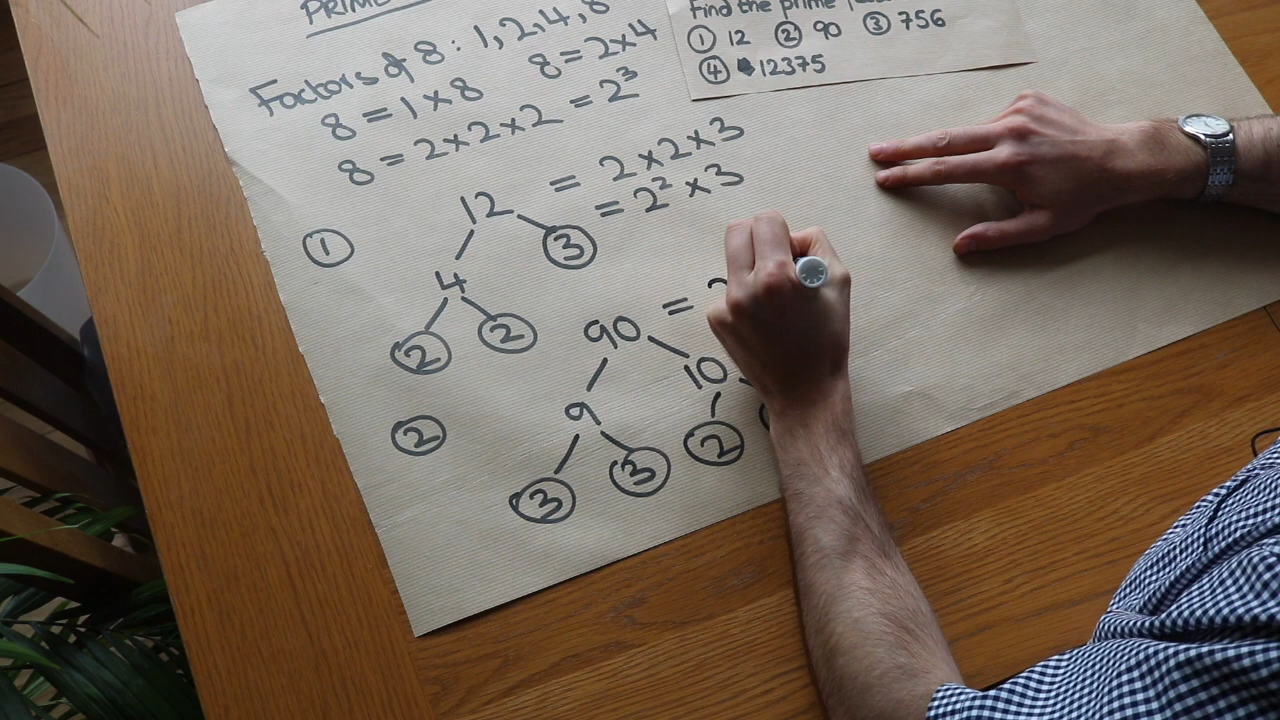 PRIME
Factors of 8 : 1, 2, 4, 8
8 = 1 × 8 8 = 2×4
8 = 2×2×2 = 2³
Find the prime
① 12 ② 90 ③ 756
④ 12375
① 12 = 2×2×3
= 2² ×3
3
4
2 2
② 90 =
9 10
3 3 2